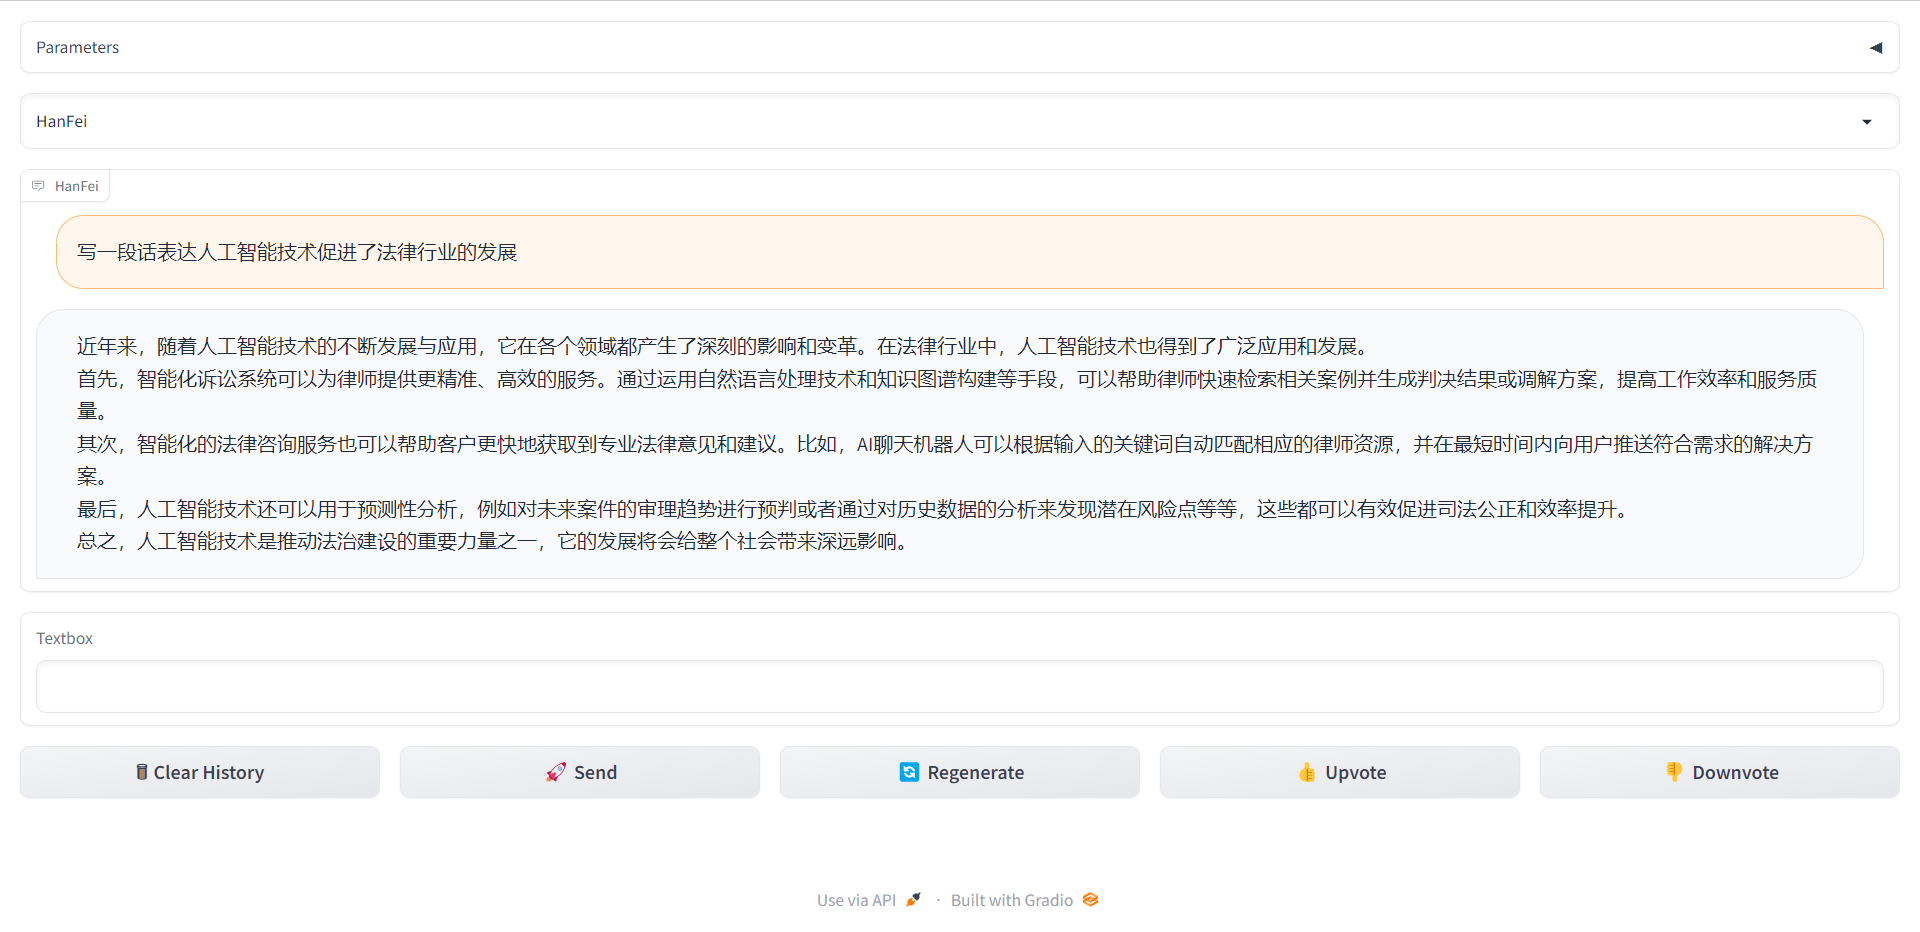 Parameters
HanFei
HanFei
写一段话表达人工智能技术促进了法律行业的发展
近年来，随着人工智能技术的不断发展与应用，它在各个领域都产生了深刻的影响和变革。在法律行业中，人工智能技术也得到了广泛应用和发展。
首先，智能化诉讼系统可以为律师提供更精准、高效的服务。通过运用自然语言处理技术和知识图谱构建等手段，可以帮助律师快速检索相关案例并生成判决结果或调解方案，提高工作效率和服务质
量。
其次，智能化的法律咨询服务也可以帮助客户更快地获取到专业法律意见和建议。比如，AI聊天机器人可以根据输入的关键词自动匹配相应的律师资源，并在最短时间内向用户推送符合需求的解决方
案。
最后，人工智能技术还可以用于预测性分析，例如对未来案件的审理趋势进行预判或者通过对历史数据的分析来发现潜在风险点等等，这些都可以有效促进司法公正和效率提升。
总之，人工智能技术是推动法治建设的重要力量之一，它的发展将会给整个社会带来深远影响。
Textbox
Clear History
Send
Regenerate
Upvote
Downvote
Use via API · Built with Gradio